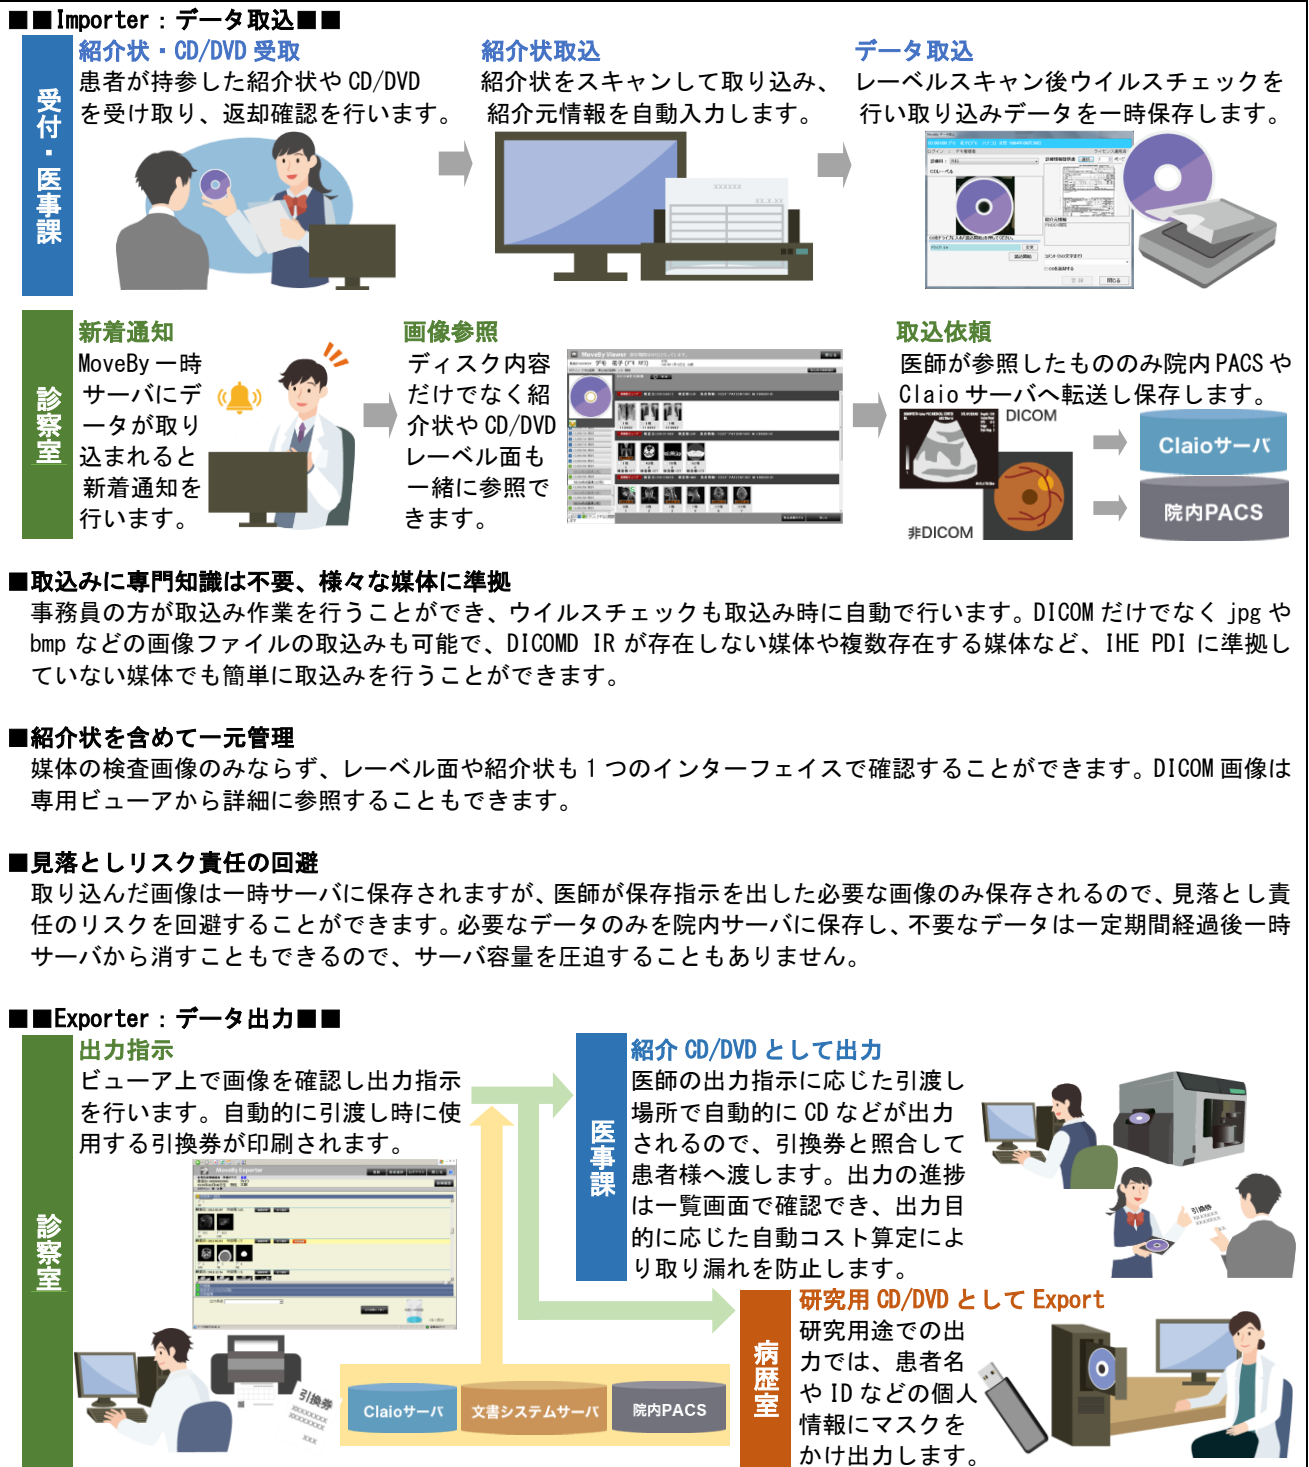 ■■Importer：データ取込■■
受付・医事課
紹介状・CD/DVD 受取
患者が持参した紹介状や CD/DVD
を受け取り、返却確認を行います。
紹介状取込
紹介状をスキャンして取り込み、
紹介元情報を自動入力します。
データ取込
レーベルスキャン後ウイルスチェックを
行い取り込みデータを一時保存します。
XXXXXX
XX.X.XX
診察室
新着通知
MoveBy 一時
サーバにデ
ータが取り
込まれると
新着通知を
行います。
画像参照
ディスク内容
だけでなく紹
介状や CD/DVD
レーベル面も
一緒に参照で
きます。
MoveBy Viewer
取込依頼
医師が参照したもののみ院内 PACS や
Claio サーバへ転送し保存します。
DICOM
非DICOM
Claioサーバ
院内PACS
■取込みに専門知識は不要、様々な媒体に準拠
事務員の方が取込み作業を行うことができ、ウイルスチェックも取込み時に自動で行います。DICOM だけでなく jpg や
bmp などの画像ファイルの取込みも可能で、DICOMD IR が存在しない媒体や複数存在する媒体など、IHE PDI に準拠し
ていない媒体でも簡単に取込みを行うことができます。
■紹介状を含めて一元管理
媒体の検査画像のみならず、レーベル面や紹介状も 1 つのインターフェイスで確認することができます。DICOM 画像は
専用ビューアから詳細に参照することもできます。
■見落としリスク責任の回避
取り込んだ画像は一時サーバに保存されますが、医師が保存指示を出した必要な画像のみ保存されるので、見落とし責
任のリスクを回避することができます。必要なデータのみを院内サーバに保存し、不要なデータは一定期間経過後一時
サーバから消すこともできるので、サーバ容量を圧迫することもありません。
■■Exporter：データ出力■■
診察室
出力指示
ビューア上で画像を確認し出力指示
を行います。自動的に引渡し時に使
用する引換券が印刷されます。
MoveBy Exporter
引換券
XXXXXXXX
XXXXXXXX
XXX
Claioサーバ
文書システムサーバ
院内PACS
医事課
紹介 CD/DVD として出力
医師の出力指示に応じた引渡し
場所で自動的に CD などが出力
されるので、引換券と照合して
患者様へ渡します。出力の進捗
は一覧画面で確認でき、出力目
的に応じた自動コスト算定によ
り取り漏れを防止します。
引換券
病歴室
研究用 CD/DVD として Export
研究用途での出
力では、患者名
や ID などの個人
情報にマスクを
かけ出力します。